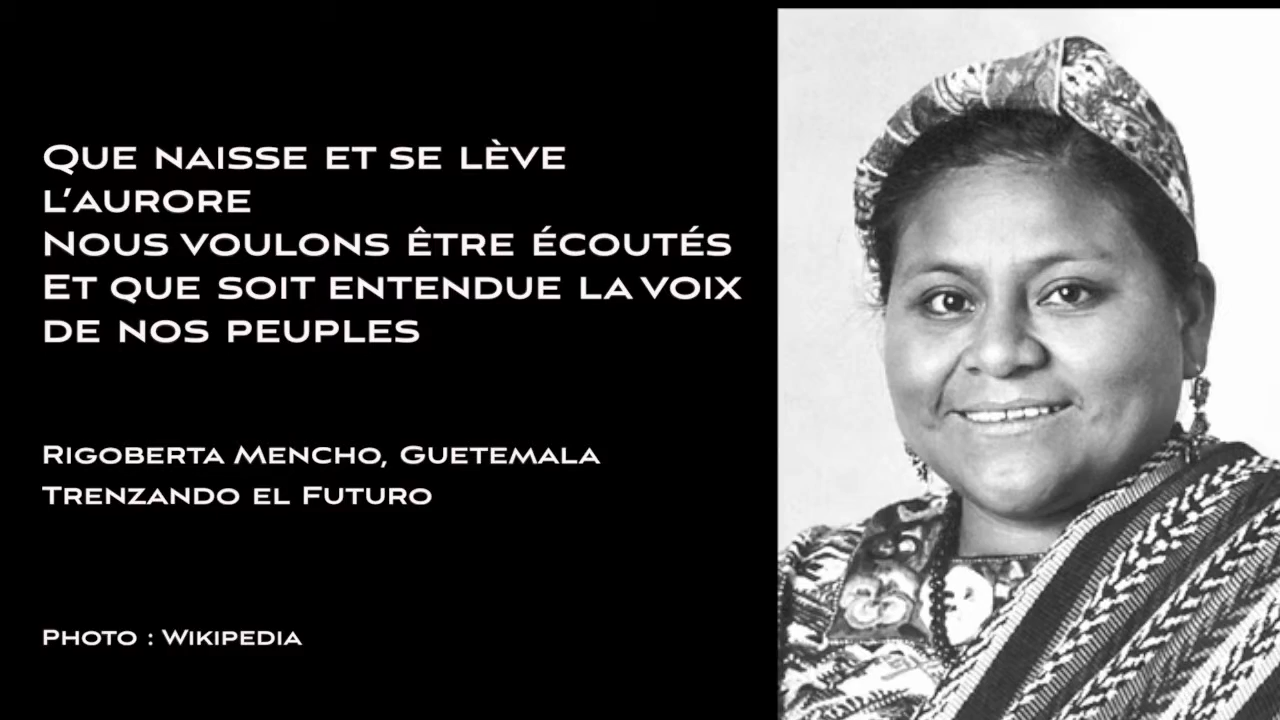 Que naisse et se lève
l’aurore
Nous voulons être écoutés
Et que soit entendue la voix
de nos peuples
Rigoberta Mencho, Guetemala
Trenzando el Futuro
Photo : Wikipedia